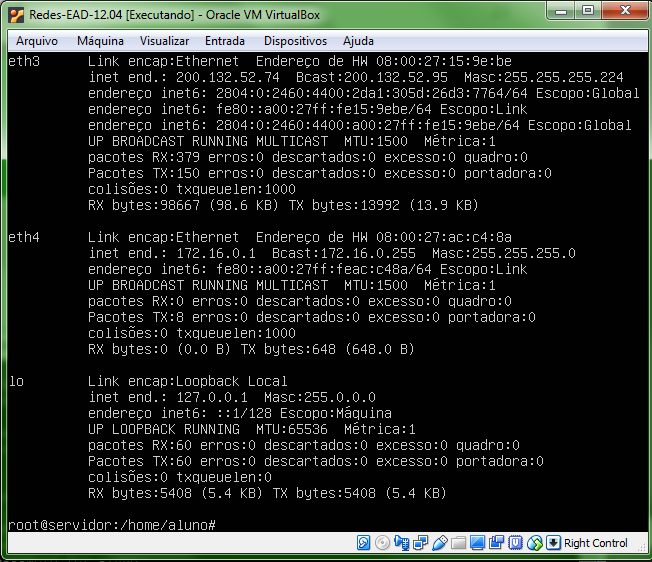 Redes-EAD-12.04 [Executando] - Oracle VM VirtualBox
Arquivo Máquina Visualizar Entrada Dispositivos Ajuda
eth3 Link encap:Ethernet Endereço de HW 08:00:27:15:9e:be
inet end.: 200.132.52.74 Bcast:200.132.52.95 Masc:255.255.255.224
endereço inet6: 2804:0:2460:4400:2da1:305d:26d3:7764/64 Escopo:Global
endereço inet6: fe80::a00:27ff:fe15:9ebe/64 Escopo:Link
endereço inet6: 2804:0:2460:4400:a00:27ff:fe15:9ebe/64 Escopo:Global
UP BROADCAST RUNNING MULTICAST MTU:1500 Métrica:1
pacotes RX:379 erros:0 descartados:0 excesso:0 quadro:0
Pacotes TX:150 erros:0 descartados:0 excesso:0 portadora:0
colisões:0 txqueuelen:1000
RX bytes:98667 (98.6 KB) TX bytes:13992 (13.9 KB)
eth4 Link encap:Ethernet Endereço de HW 08:00:27:ac:c4:8a
inet end.: 172.16.0.1 Bcast:172.16.0.255 Masc:255.255.255.0
endereço inet6: fe80::a00:27ff:feac:c48a/64 Escopo:Link
UP BROADCAST RUNNING MULTICAST MTU:1500 Métrica:1
pacotes RX:0 erros:0 descartados:0 excesso:0 quadro:0
Pacotes TX:8 erros:0 descartados:0 excesso:0 portadora:0
colisões:0 txqueuelen:1000
RX bytes:0 (0.0 B) TX bytes:648 (648.0 B)
lo Link encap:Loopback Local
inet end.: 127.0.0.1 Masc:255.0.0.0
endereço inet6: ::1/128 Escopo:Máquina
UP LOOPBACK RUNNING MTU:65536 Métrica:1
pacotes RX:60 erros:0 descartados:0 excesso:0 quadro:0
Pacotes TX:60 erros:0 descartados:0 excesso:0 portadora:0
colisões:0 txqueuelen:0
RX bytes:5408 (5.4 KB) TX bytes:5408 (5.4 KB)
root@servidor:/home/aluno#
Right Control